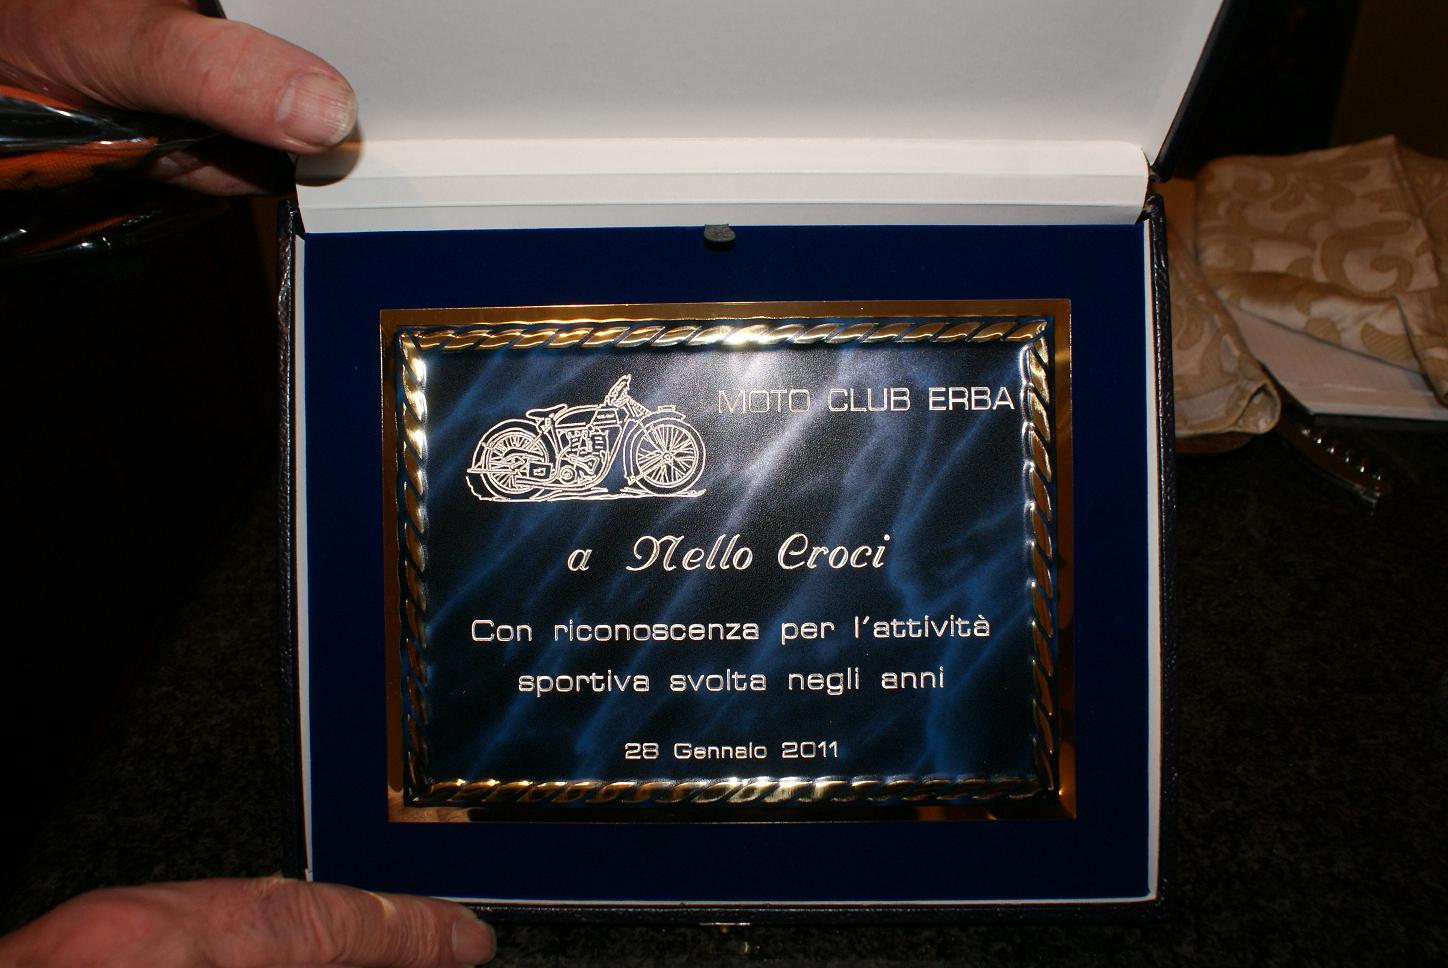 MOTO CLUB ERBA
a Nello Croci
Con riconoscenza per l'attività
sportiva svolta negli anni
28 Gennaio 2011